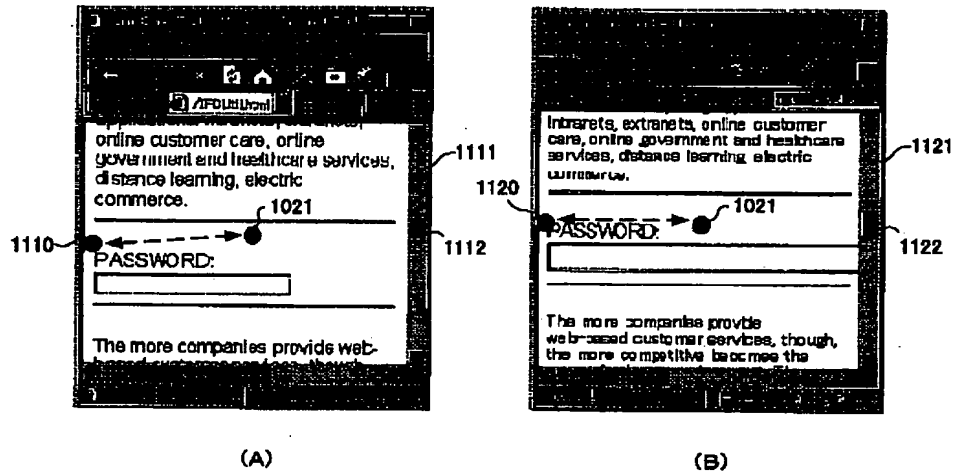 online customer care, online
government and healthcare services,
distance learning, electric
commerce.
1111
1021
1110
1112
PASSWORD:
The more companies provide web-
(A)
Intranets, extranets, online customer
care, online government and healthcare
services, distance learning electric
commerce.
1121
1120
1021
PASSWORD:
1122
The more companies provide
web-based customer services, though,
the more competitive becomes the
(B)